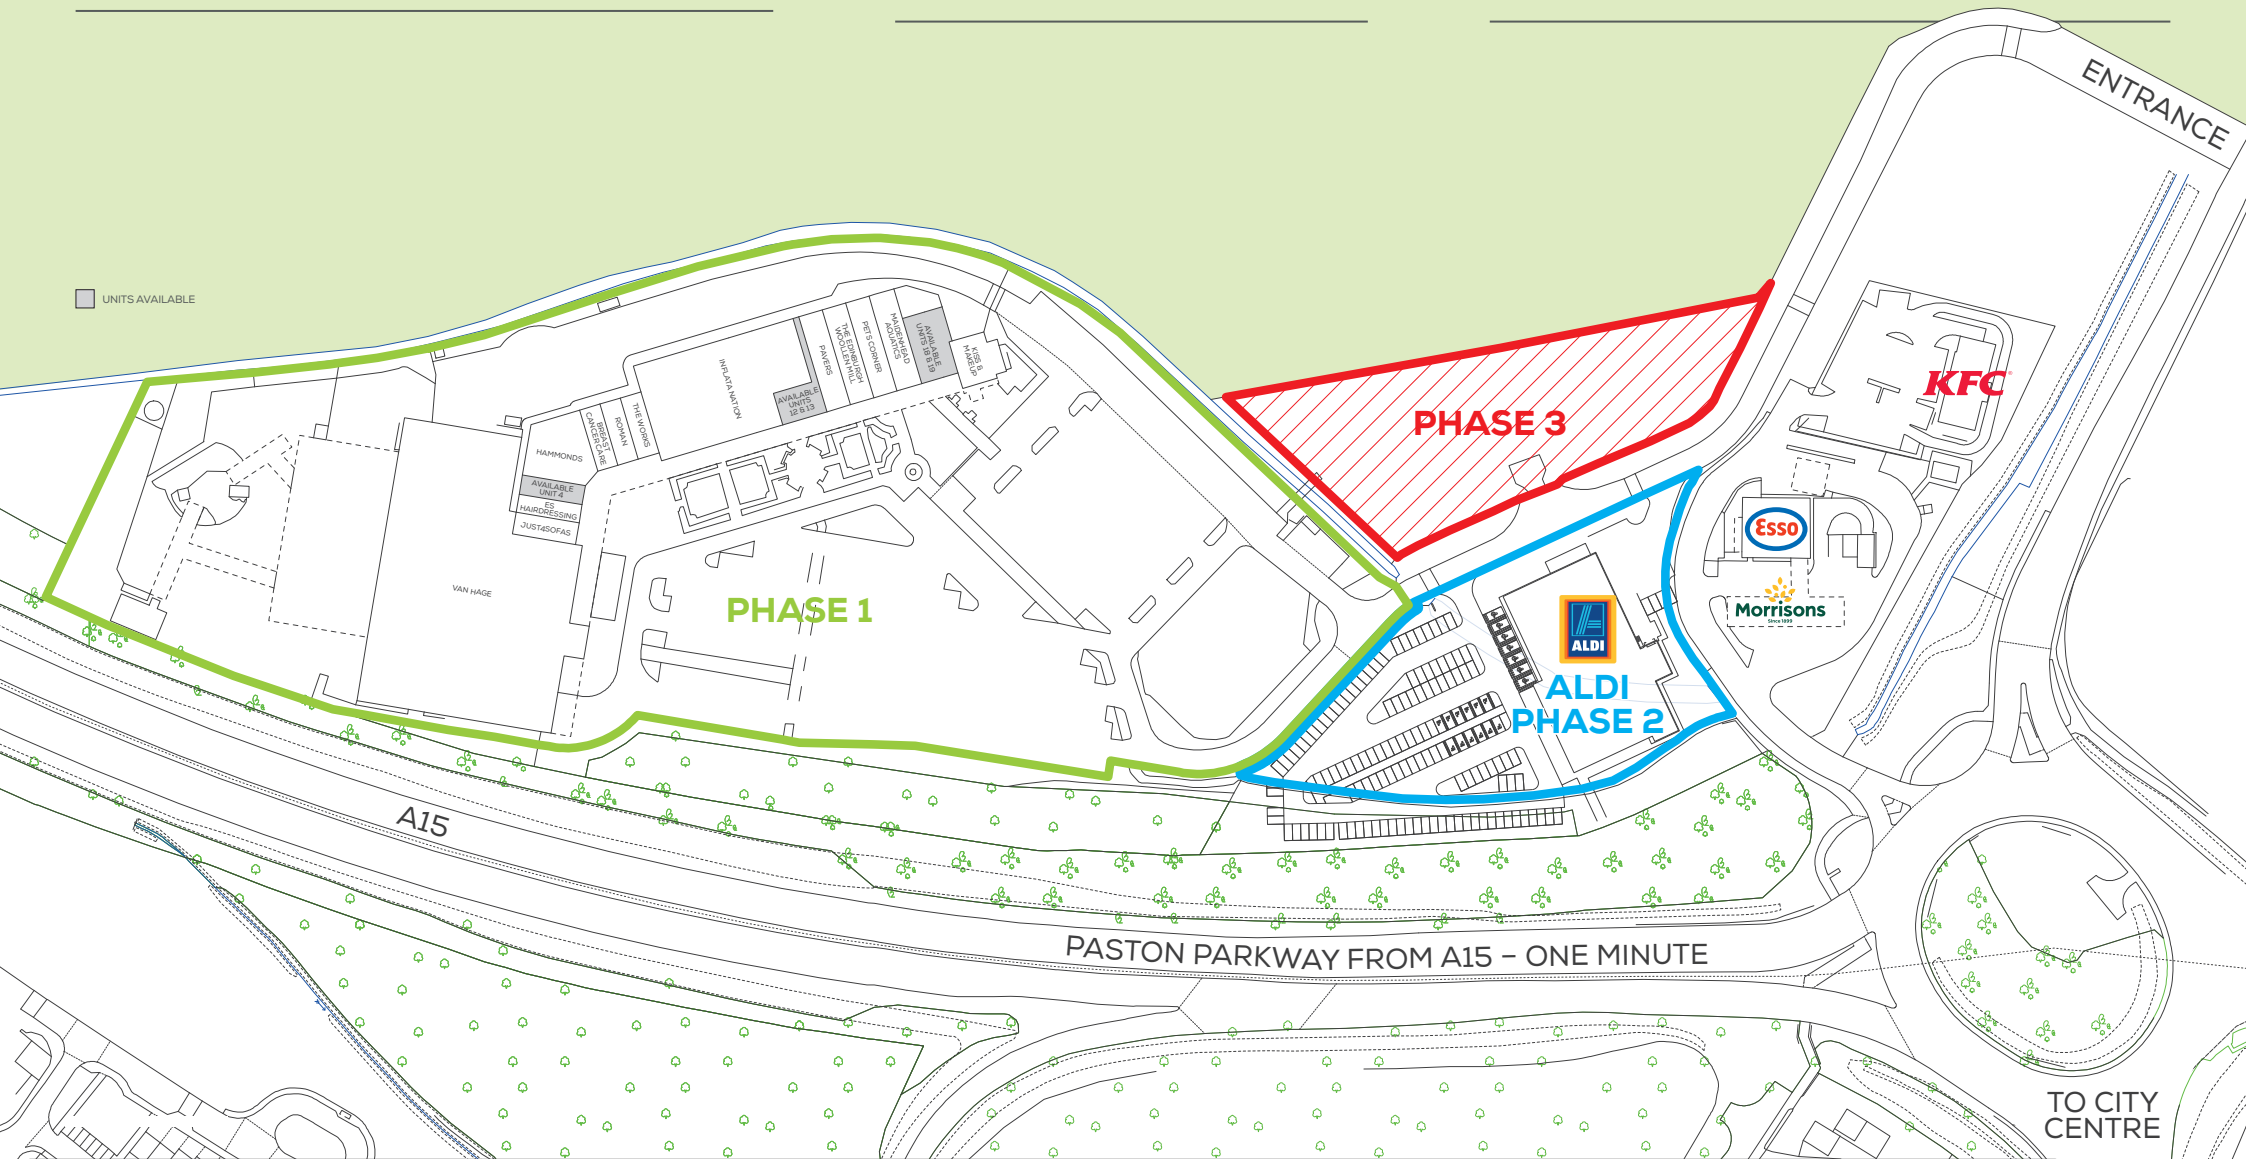 ENTRANCE
UNITS AVAILABLE
INFLATA NATION
AVAILABLE
UNITS
12 & 13
PAVERS
THE EDINBURGH
WOOLLEN MILL
PETS CORNER
MAIDENHEAD
AQUATICS
AVAILABLE
UNITS 18 & 19
KISS &
MAKEUP
THE WORKS
ROMAN
BREAST
CANCER CARE
HAMMONDS
AVAILABLE
UNIT 4
ES
HAIRDRESSING
JUST4SOFAS
VAN HAGE
PHASE 1
PHASE 3
KFC
Esso
Morrisons
Since 1899
ALDI
ALDI
PHASE 2
A15
PASTON PARKWAY FROM A15 – ONE MINUTE
TO CITY
CENTRE